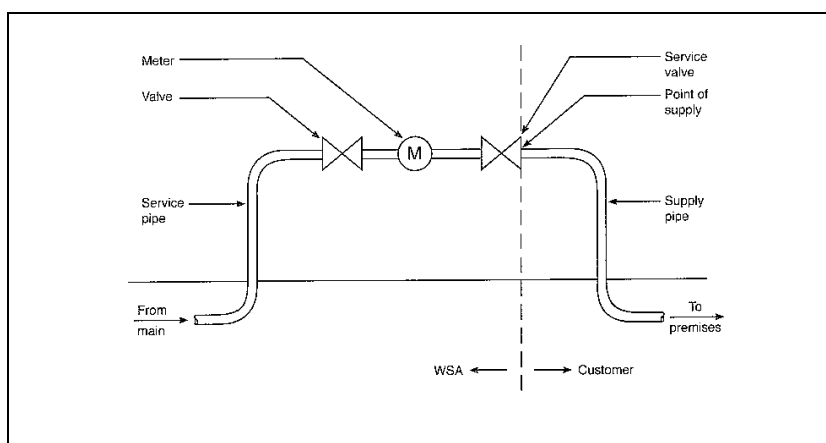 Meter
Service
valve
Valve
Point of
supply
M
Service
pipe
Supply
pipe
From
main
To
premises
WSA
Customer